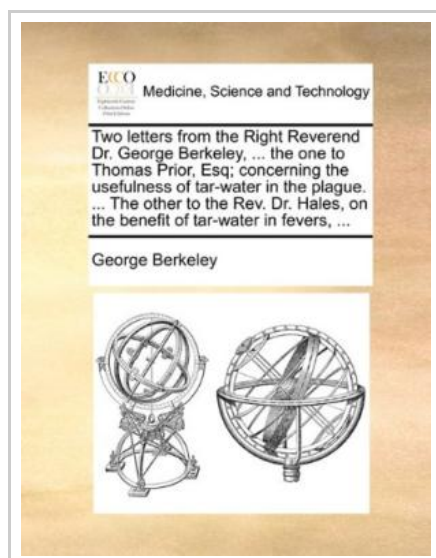 ECCO
Medicine, Science and Technology
Two letters from the Right Reverend
Dr. George Berkeley, ... the one to
Thomas Prior, Esq; concerning the
usefulness of tar-water in the plague.
... The other to the Rev. Dr. Hales, on
the benefit of tar-water in fevers, ...
George Berkeley